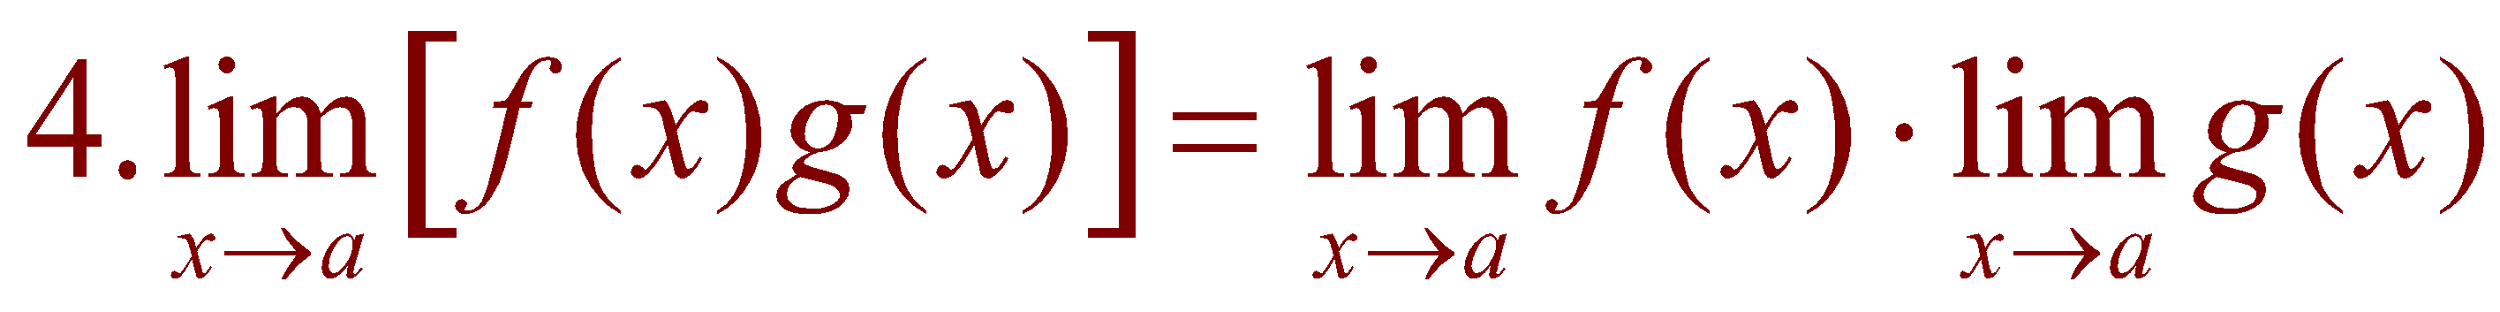 4. lim_{x→a} [f(x)g(x)] = lim_{x→a} f(x) · lim_{x→a} g(x)